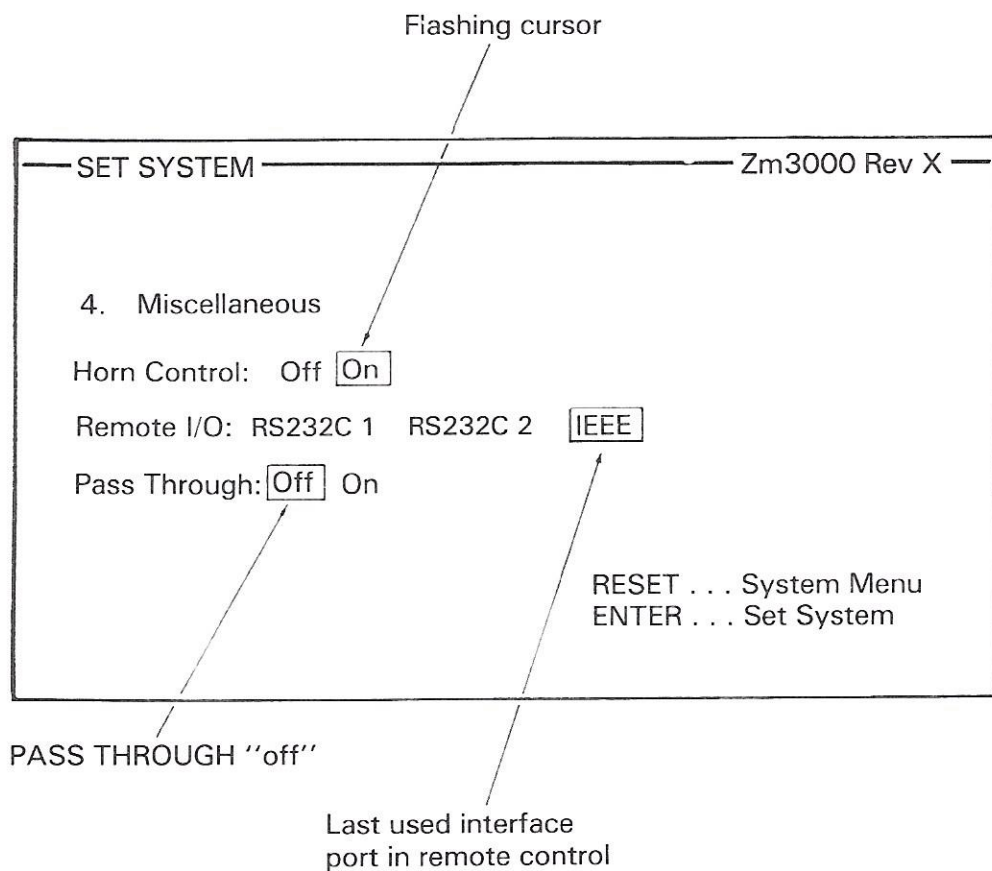 Flashing cursor
SET SYSTEM Zm3000 Rev X
4. Miscellaneous
Horn Control: Off On
Remote I/O: RS232C 1 RS232C 2 IEEE
Pass Through: Off On
RESET . . . System Menu
ENTER . . . Set System
PASS THROUGH ''off''
Last used interface
port in remote control